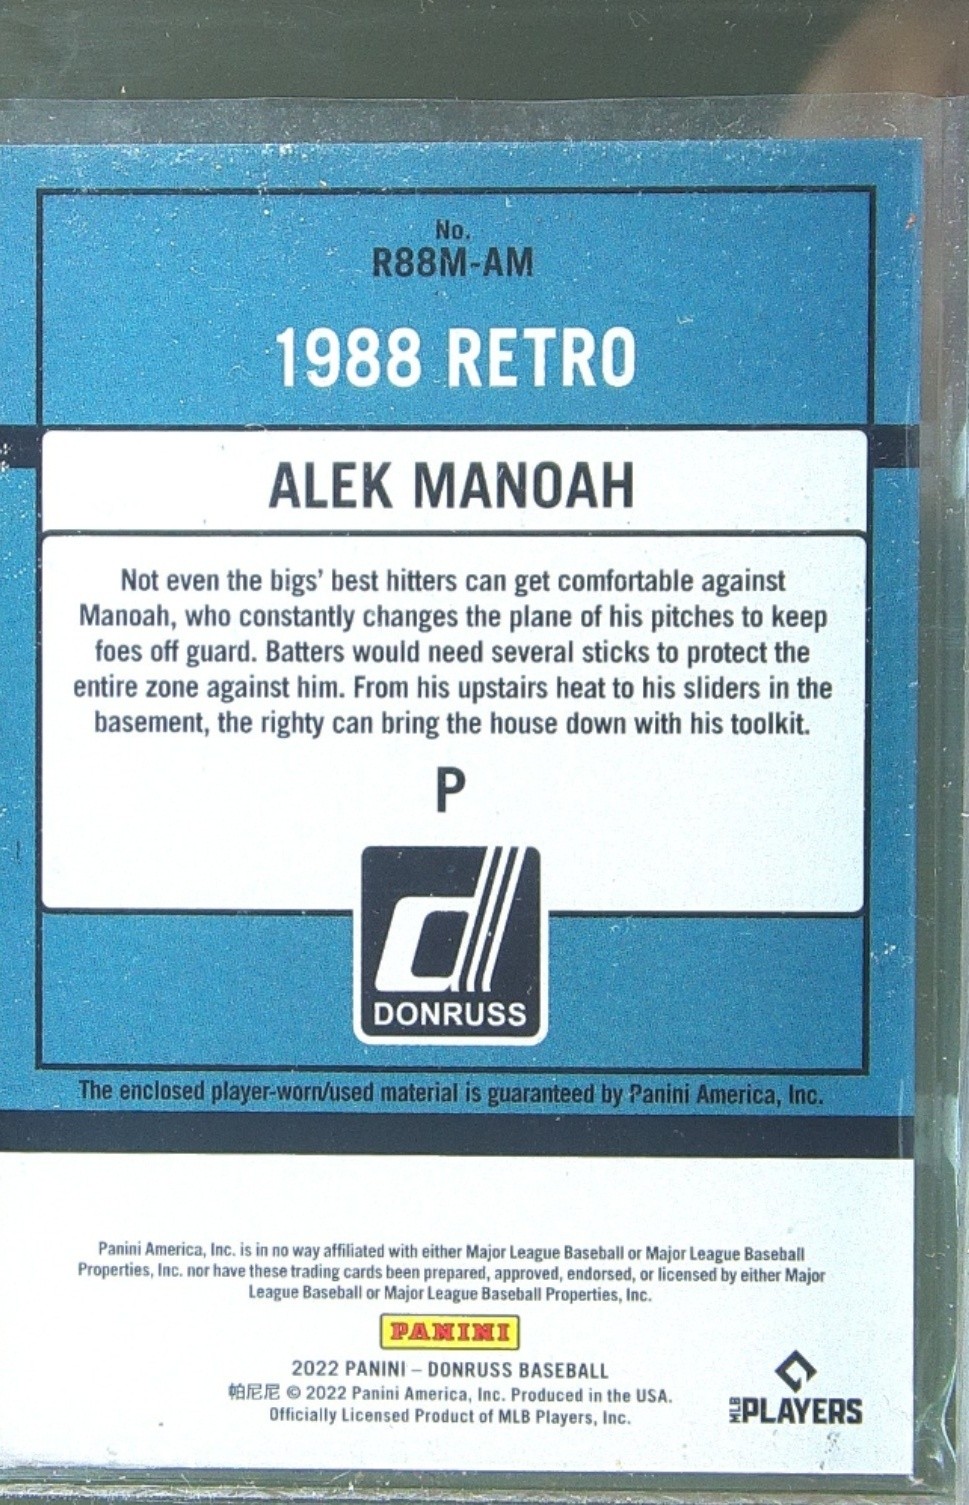 No.
R88M-AM
1988 RETRO
ALEK MANOAH
Not even the bigs' best hitters can get comfortable against
Manoah, who constantly changes the plane of his pitches to keep
foes off guard. Batters would need several sticks to protect the
entire zone against him. From his upstairs heat to his sliders in the
basement, the righty can bring the house down with his toolkit.
P
d
DONRUSS
The enclosed player-worn/used material is guaranteed by Panini America, Inc.
Panini America, Inc. is in no way affiliated with either Major League Baseball or Major League Baseball
Properties, Inc. nor have these trading cards been prepared, approved, endorsed, or licensed by either Major
League Baseball or Major League Baseball Properties, Inc.
PANINI
2022 PANINI – DONRUSS BASEBALL
帕尼尼 © 2022 Panini America, Inc. Produced in the USA.
Officially Licensed Product of MLB Players, Inc.
MLB PLAYERS